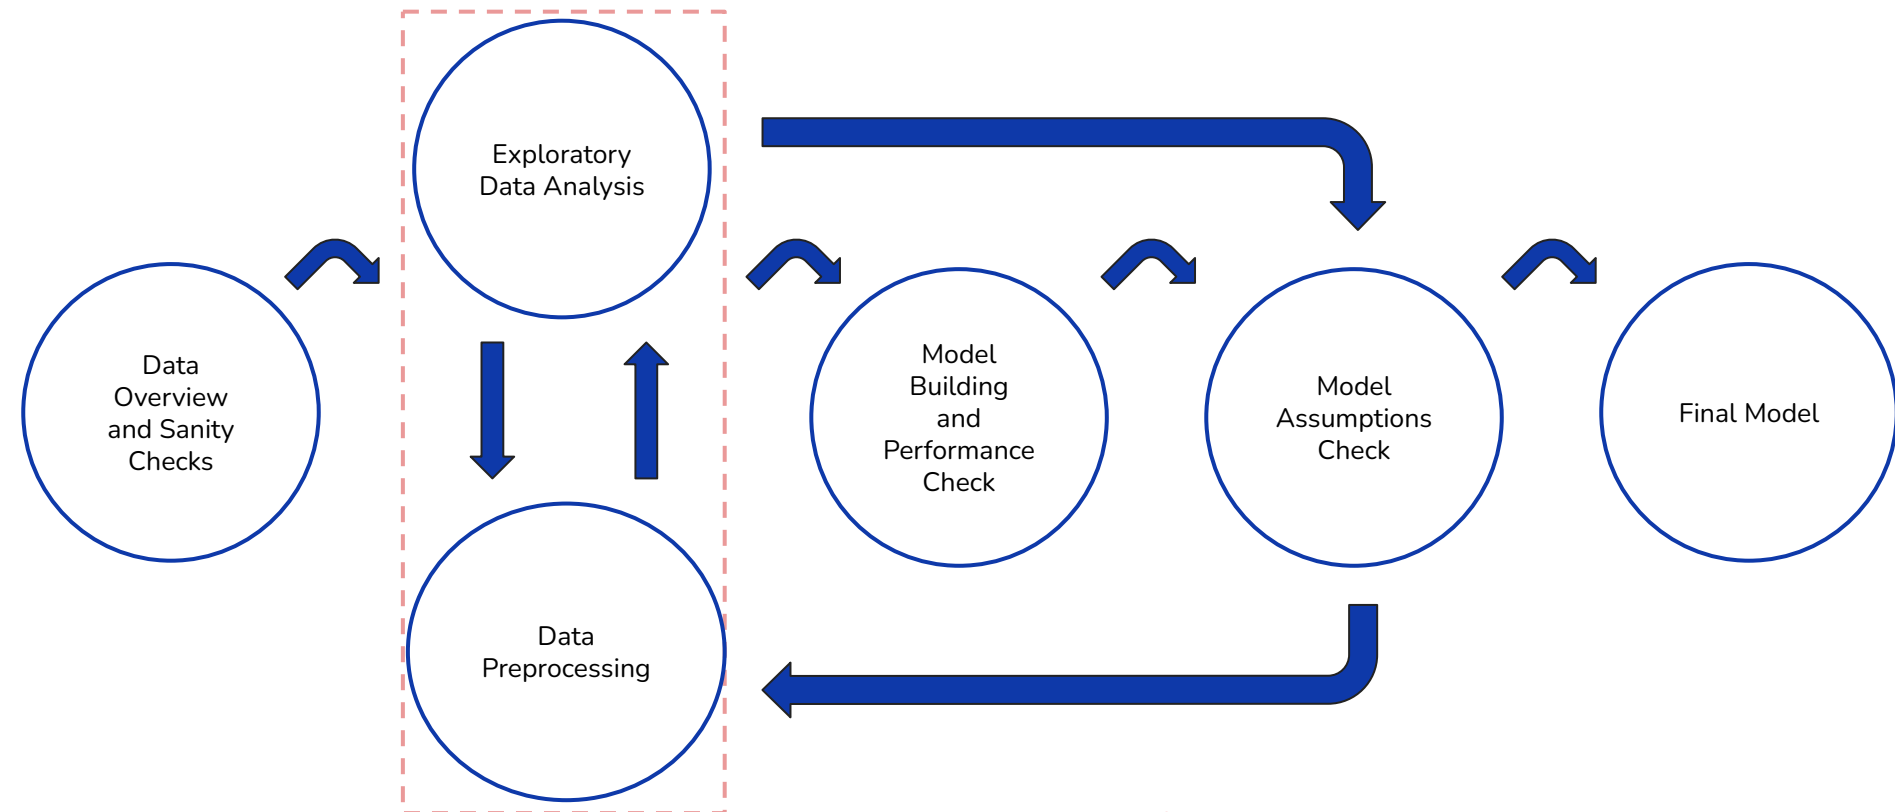 Exploratory
Data Analysis
Data
Overview
and Sanity
Checks
Model
Building
and
Performance
Check
Model
Assumptions
Check
Final Model
Data
Preprocessing